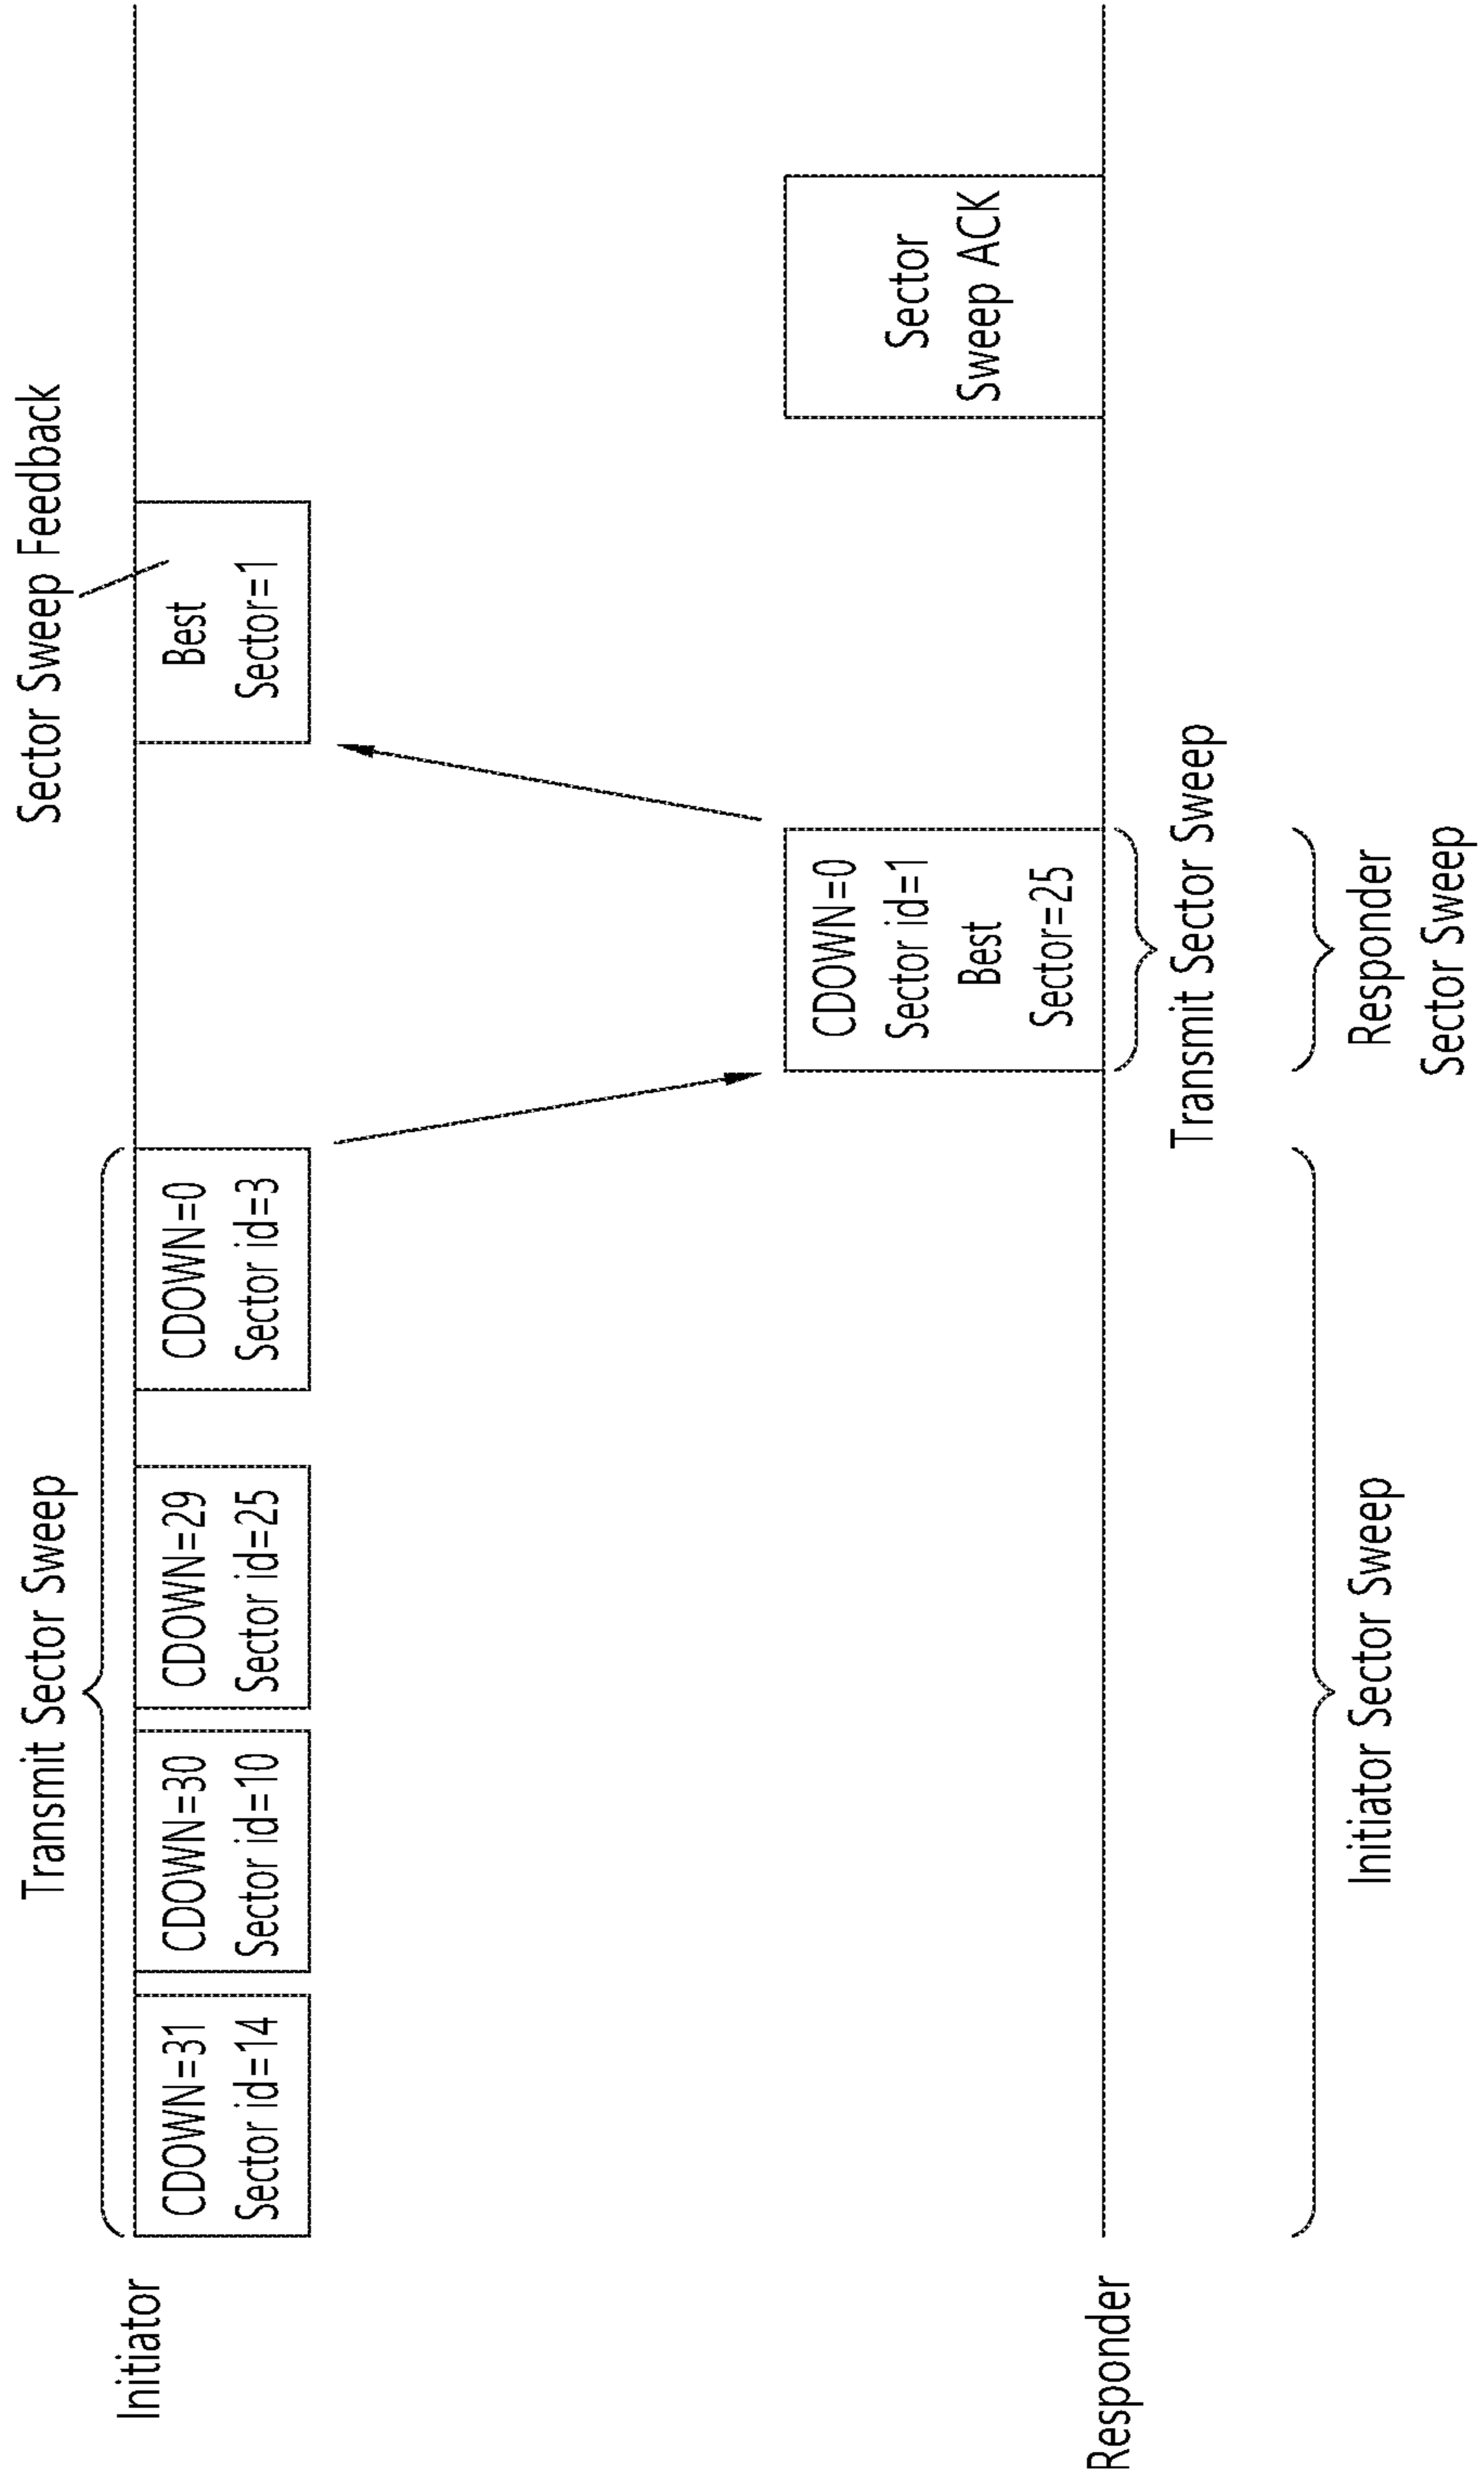 Transmit Sector Sweep
Sector Sweep Feedback
Initiator
CDOWN=31
Sector id=14
CDOWN=30
Sector id=10
CDOWN=29
Sector id=25
CDOWN=0
Sector id=3
Best
Sector=1
Responder
CDOWN=0
Sector id=1
Best
Sector=25
Sector
Sweep ACK
Transmit Sector Sweep
Initiator Sector Sweep
Responder
Sector Sweep